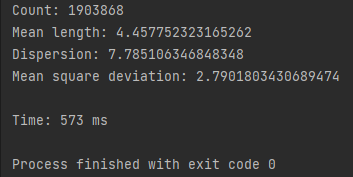 Count: 1903868
Mean length: 4.457752323165262
Dispersion: 7.785106346848348
Mean square deviation: 2.7901803430689474
Time: 573 ms
Process finished with exit code 0